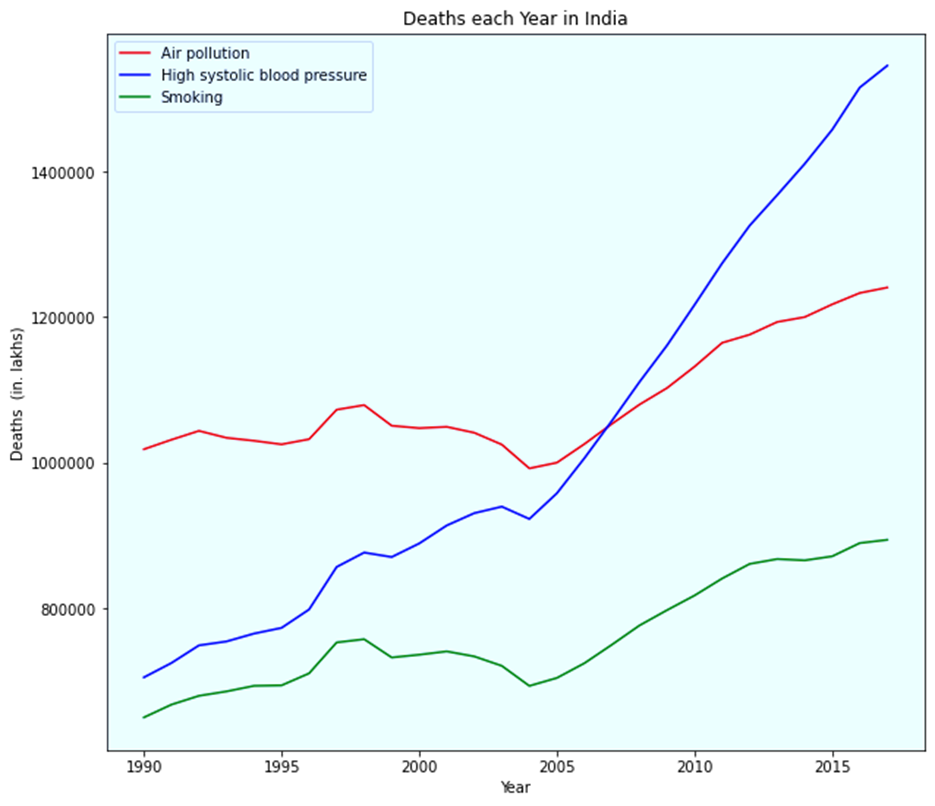 Deaths each Year in India
Air pollution
High systolic blood pressure
Smoking
Deaths (in. lakhs)
1400000
1200000
1000000
800000
1990 1995 2000 2005 2010 2015
Year